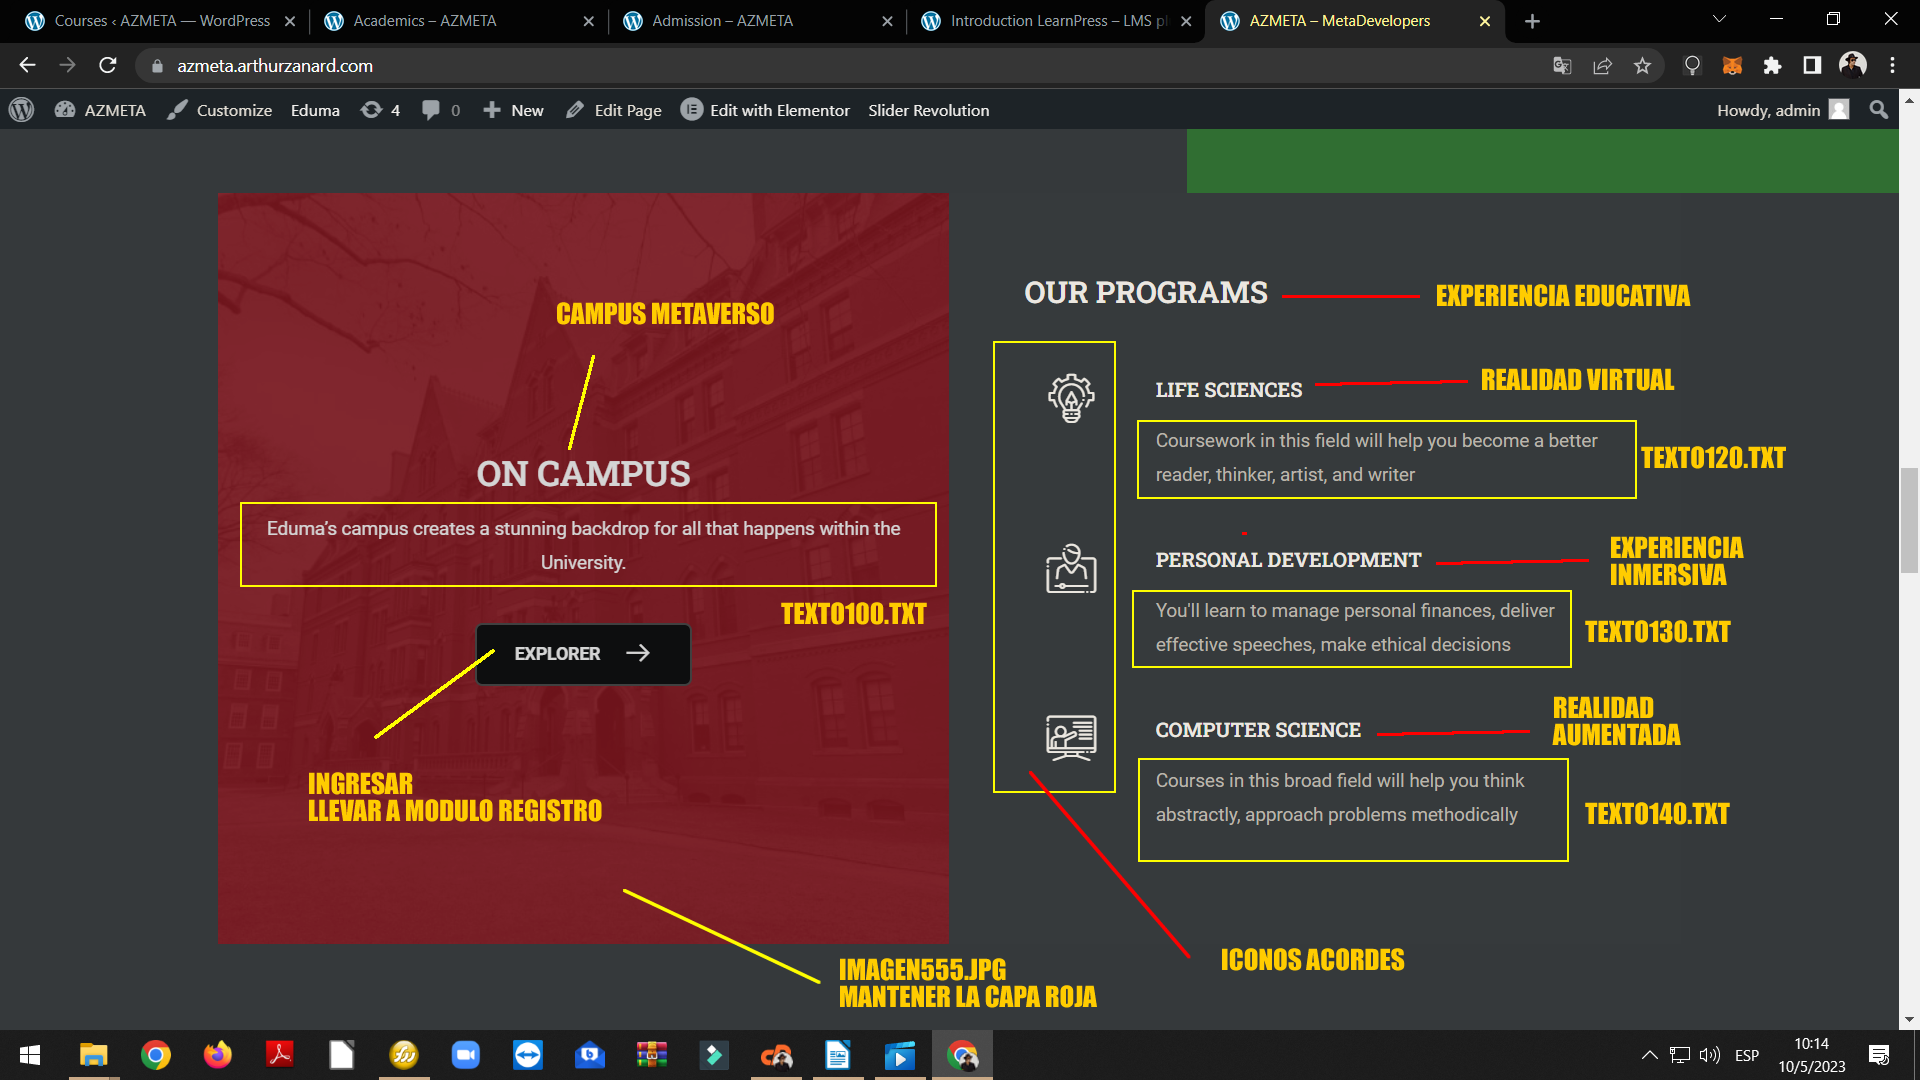 Courses ‹ AZMETA — WordPress
Academics – AZMETA
Admission – AZMETA
Introduction LearnPress – LMS pl
AZMETA – MetaDevelopers
azmeta.arthurzanard.com
AZMETA
Customize
Eduma
4
0
New
Edit Page
Edit with Elementor
Slider Revolution
Howdy, admin
CAMPUS METAVERSO
ON CAMPUS
Eduma's campus creates a stunning backdrop for all that happens within the
University.
TEXTO100.TXT
EXPLORER
INGRESAR
LLEVAR A MODULO REGISTRO
IMAGEN555.JPG
MANTENER LA CAPA ROJA
OUR PROGRAMS
EXPERIENCIA EDUCATIVA
LIFE SCIENCES
REALIDAD VIRTUAL
Coursework in this field will help you become a better
reader, thinker, artist, and writer
TEXTO120.TXT
PERSONAL DEVELOPMENT
EXPERIENCIA
INMERSIVA
You'll learn to manage personal finances, deliver
effective speeches, make ethical decisions
TEXTO130.TXT
COMPUTER SCIENCE
REALIDAD
AUMENTADA
Courses in this broad field will help you think
abstractly, approach problems methodically
TEXTO140.TXT
ICONOS ACORDES
ESP
10:14
10/5/2023